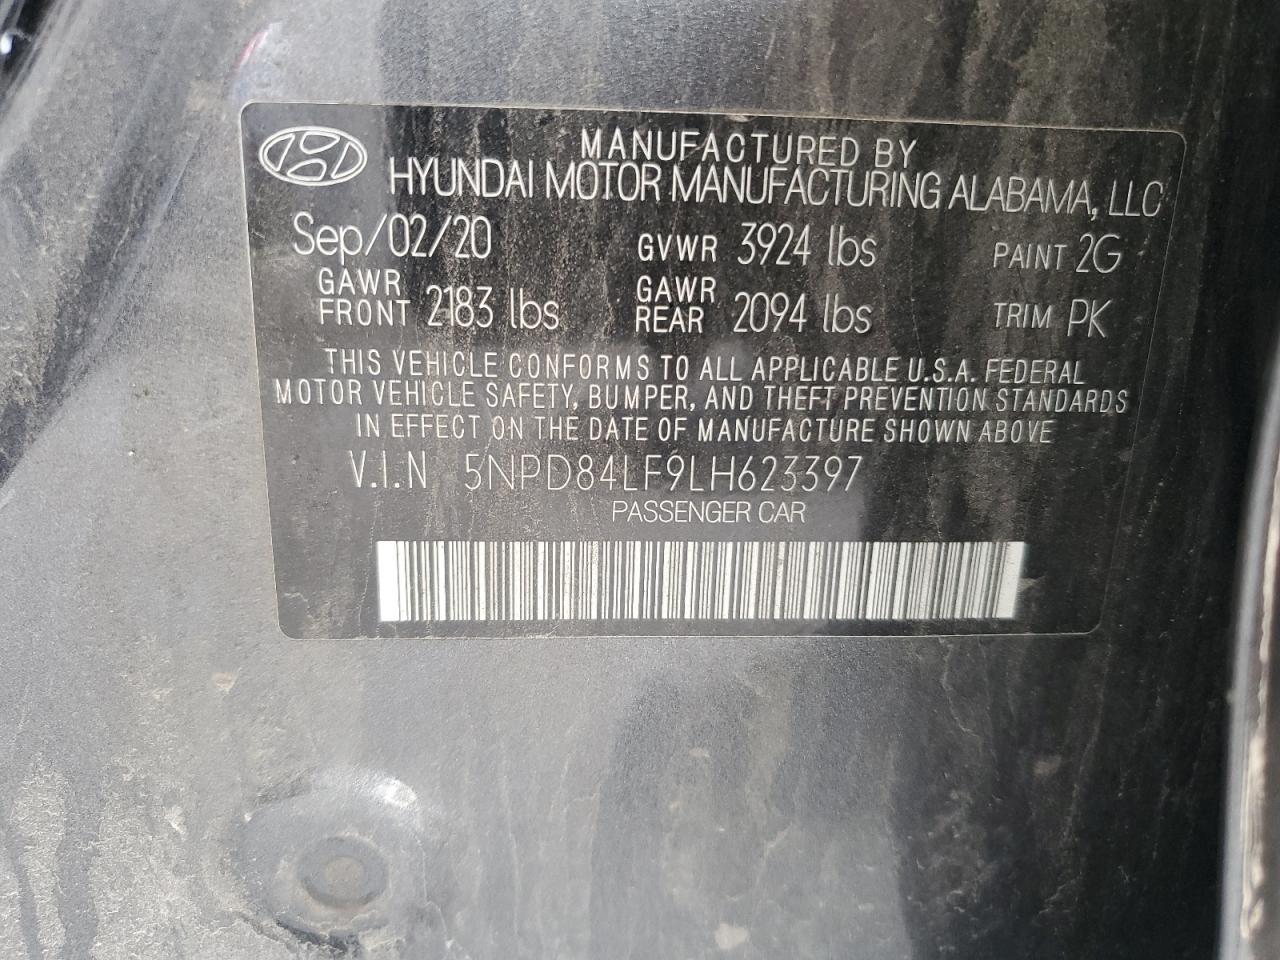 MANUFACTURED BY
HYUNDAI MOTOR MANUFACTURING ALABAMA, LLC
Sep/02/20 GVWR 3924 lbs PAINT 2G
GAWR FRONT 2183 lbs GAWR REAR 2094 lbs TRIM PK
THIS VEHICLE CONFORMS TO ALL APPLICABLE U.S.A. FEDERAL
MOTOR VEHICLE SAFETY, BUMPER, AND THEFT PREVENTION STANDARDS
IN EFFECT ON THE DATE OF MANUFACTURE SHOWN ABOVE
V.I.N 5NPD84LF9LH623397
PASSENGER CAR